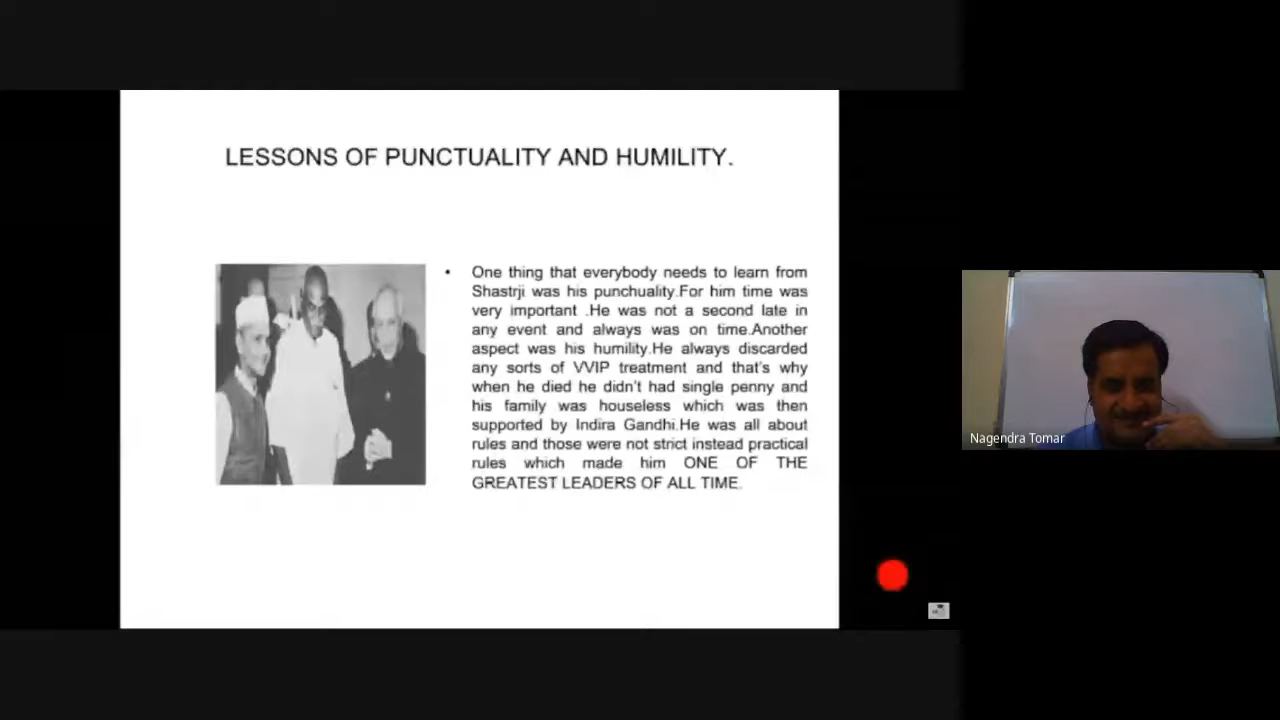 LESSONS OF PUNCTUALITY AND HUMILITY.
• One thing that everybody needs to learn from
Shastrji was his punchuality.For him time was
very important .He was not a second late in
any event and always was on time.Another
aspect was his humility.He always discarded
any sorts of VVIP treatment and that's why
when he died he didn't had single penny and
his family was houseless which was then
supported by Indira Gandhi.He was all about
rules and those were not strict instead practical
rules which made him ONE OF THE
GREATEST LEADERS OF ALL TIME.
Nagendra Tomar